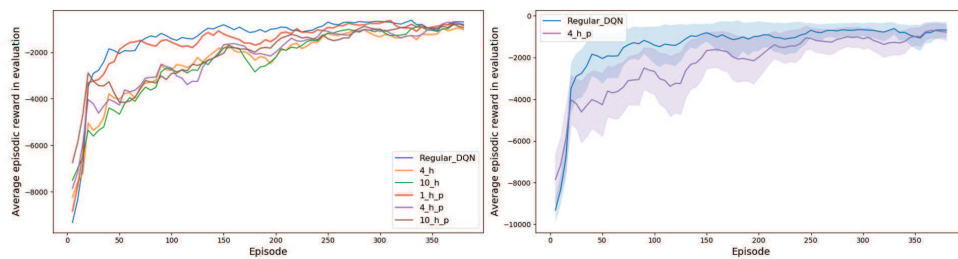 Average episodic reward in evaluation
−2000
−4000
−6000
−8000
0
50
100
150
200
250
300
350
Episode
Regular_DQN
4_h
10_h
1_h_p
4_h_p
10_h_p
Average episodic reward in evaluation
0
−2000
−4000
−6000
−8000
−10000
0
50
100
150
200
250
300
350
Episode
Regular_DQN
4_h_p